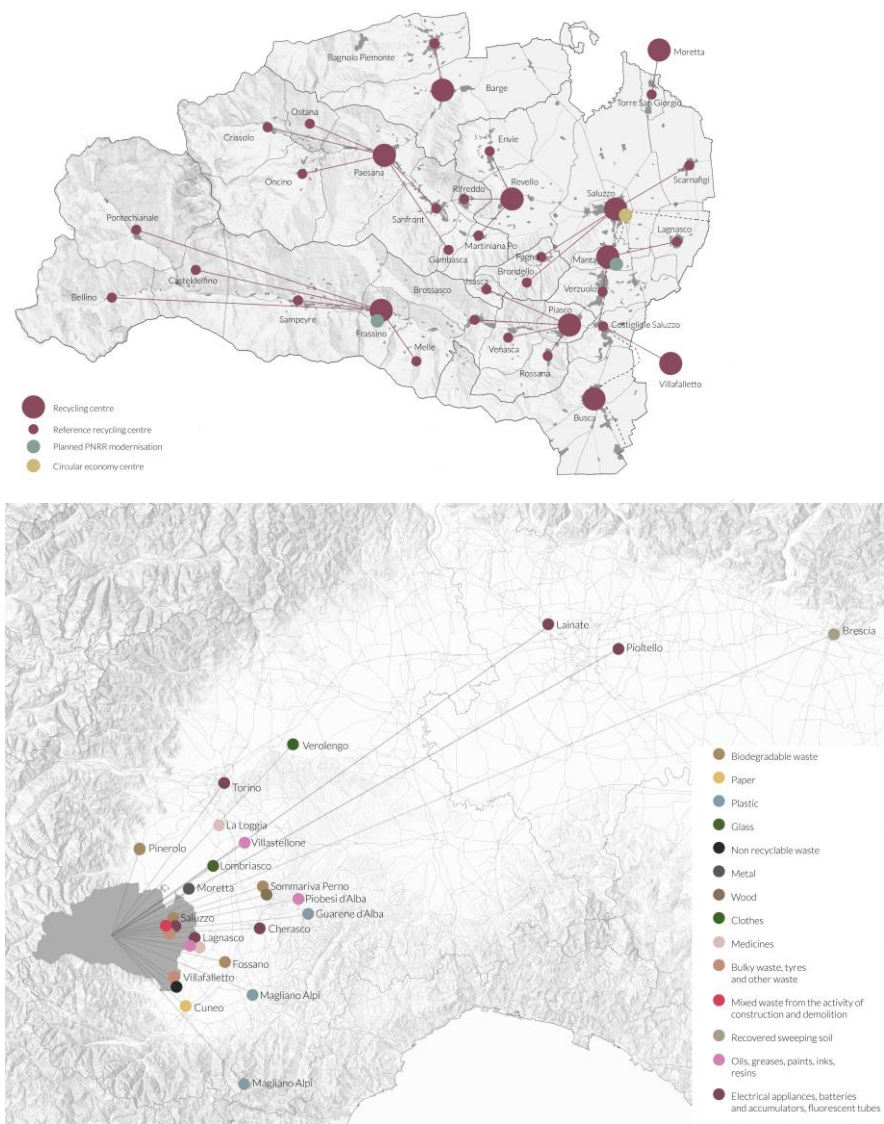 Moretta
Bagnolo Piemonte
Barge
Torre San Giorgio
Ostana
Crissolo
Envie
Paesana
Oncino
Rifreddo
Revello
Saluzzo
Scarnafigi
Sanfront
Pontechianale
Martiniana Po
Lagnasco
Gambasca
Pagno
Manta
Casteldelfino
Brondello
Isasca
Bellino
Brossasco
Verzuolo
Sampeyre
Piasco
Costigliole Saluzzo
Frassino
Venasca
Melle
Rossana
Villafalletto
Busca
Recycling centre
Reference recycling centre
Planned PNRR modernisation
Circular economy centre
Lainate
Brescia
Pioltello
Verolengo
Torino
La Loggia
Villastellone
Pinerolo
Lombriasco
Moretta
Sommariva Perno
Piobesi d'Alba
Guarene d'Alba
Saluzzo
Cherasco
Lagnasco
Fossano
Villafalletto
Magliano Alpi
Cuneo
Magliano Alpi
Biodegradable waste
Paper
Plastic
Glass
Non recyclable waste
Metal
Wood
Clothes
Medicines
Bulky waste, tyres
and other waste
Mixed waste from the activity of
construction and demolition
Recovered sweeping soil
Oils, greases, paints, inks,
resins
Electrical appliances, batteries
and accumulators, fluorescent tubes